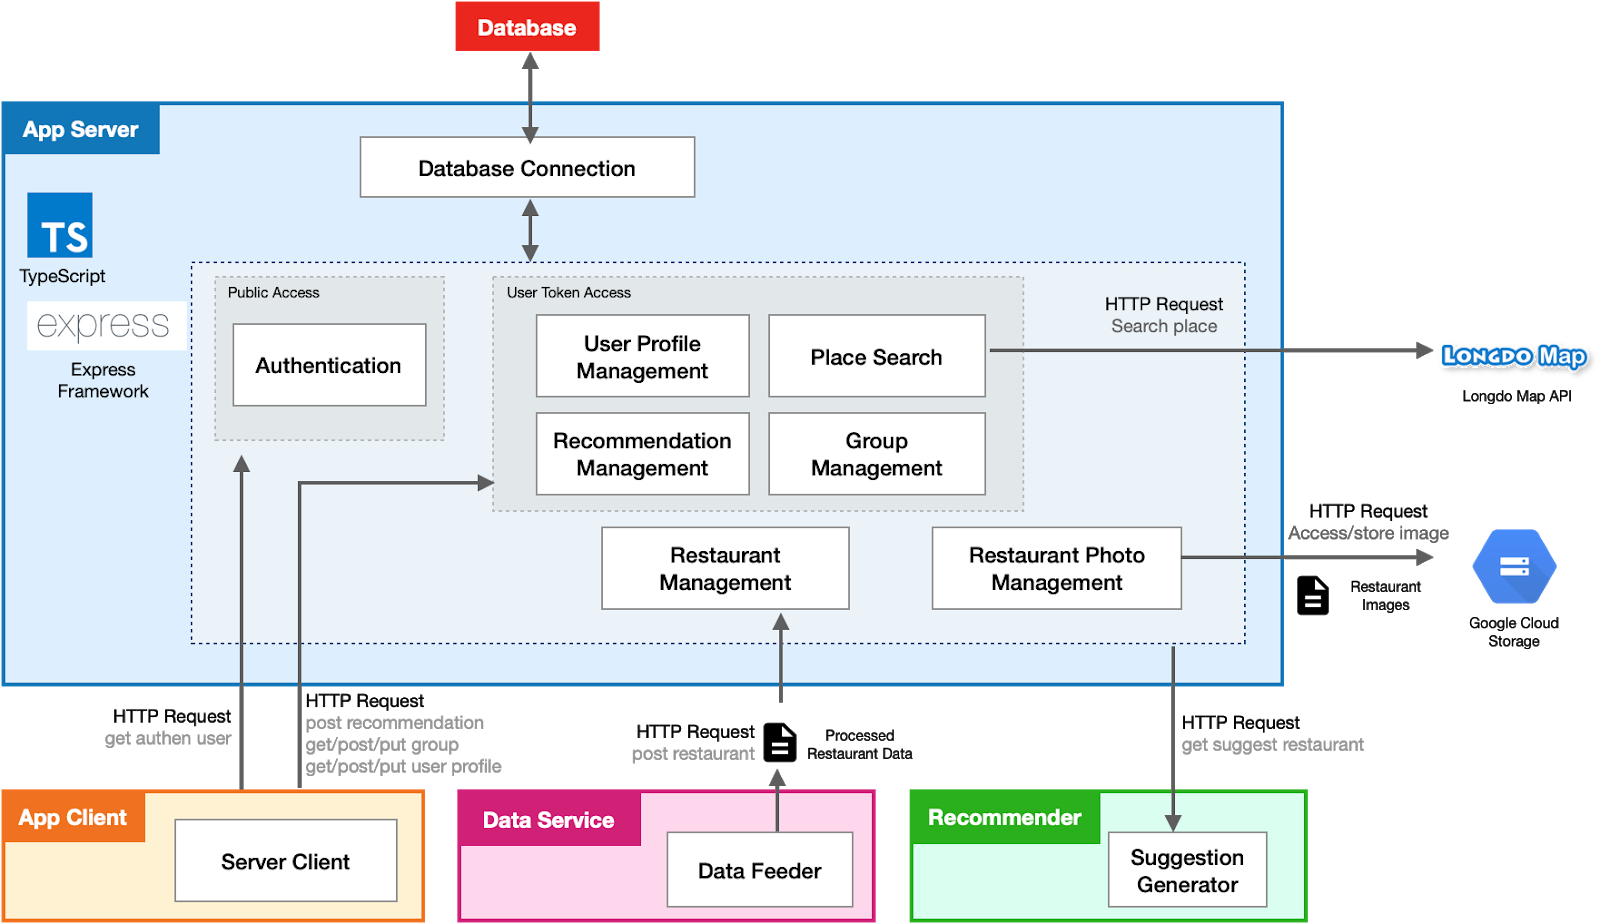 Database
App Server
Database Connection
TS
TypeScript
express
Express
Framework
Public Access
Authentication
User Token Access
User Profile
Management
Place Search
Recommendation
Management
Group
Management
HTTP Request
Search place
LONGDO Map
Longdo Map API
Restaurant
Management
Restaurant Photo
Management
HTTP Request
Access/store image
Restaurant
Images
Google Cloud
Storage
HTTP Request
get authen user
HTTP Request
post recommendation
get/post/put group
get/post/put user profile
HTTP Request
post restaurant
Processed
Restaurant Data
HTTP Request
get suggest restaurant
App Client
Server Client
Data Service
Data Feeder
Recommender
Suggestion
Generator